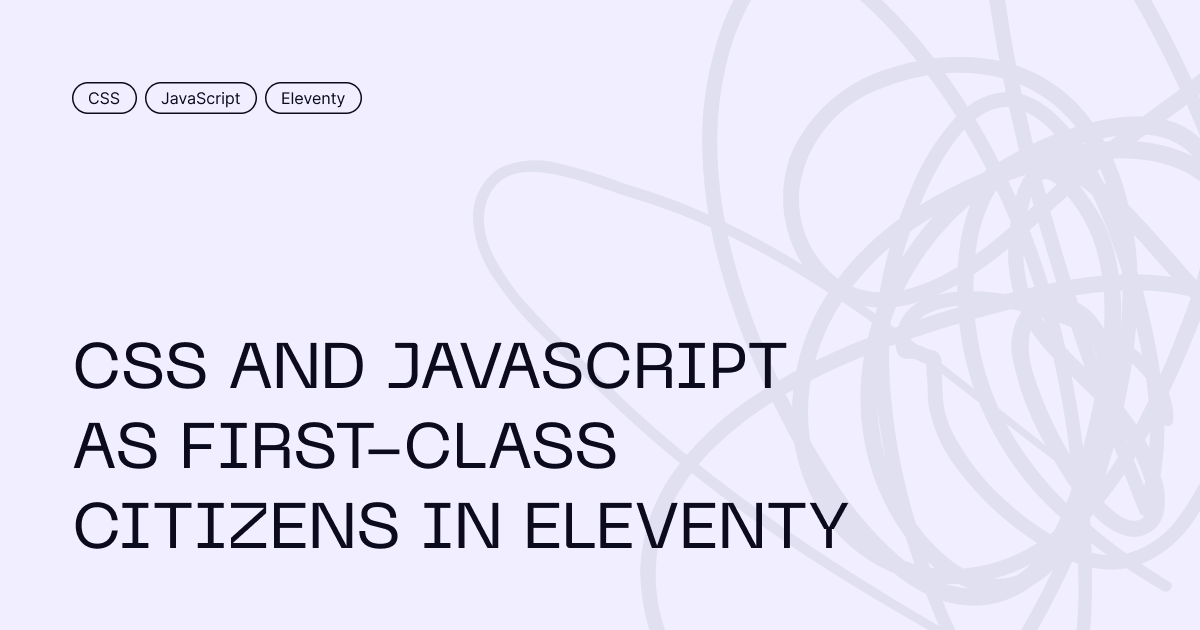 CSS JavaScript Eleventy
CSS AND JAVASCRIPT
AS FIRST-CLASS
CITIZENS IN ELEVENTY